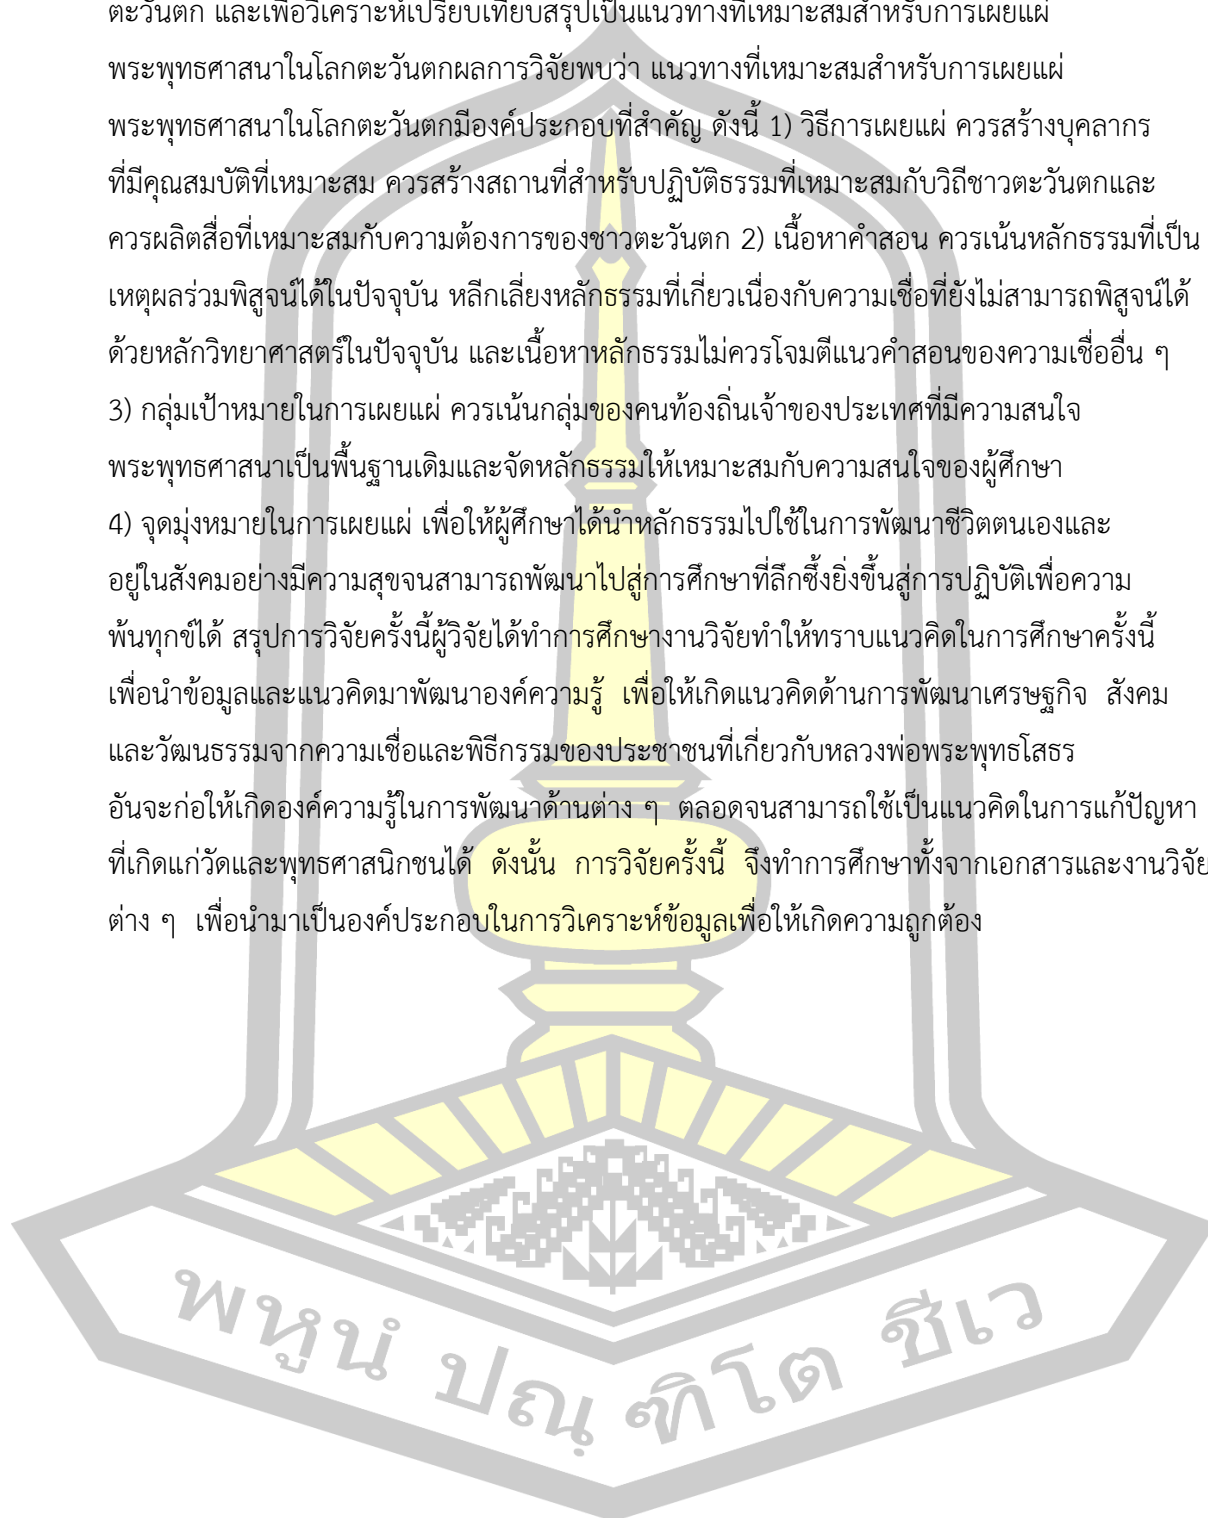 ตะวันตก และเพื่อวิเคราะห์เปรียบเทียบสรุปเป็นแนวทางที่เหมาะสมสำหรับการเผยแผ่
พระพุทธศาสนาในโลกตะวันตกผลการวิจัยพบว่า แนวทางที่เหมาะสมสำหรับการเผยแผ่
พระพุทธศาสนาในโลกตะวันตกมีองค์ประกอบที่สำคัญ ดังนี้ 1) วิธีการเผยแผ่ ควรสร้างบุคลากร
ที่มีคุณสมบัติที่เหมาะสม ควรสร้างสถานที่สำหรับปฏิบัติธรรมที่เหมาะสมกับวิถีชาวตะวันตกและ
ควรผลิตสื่อที่เหมาะสมกับความต้องการของชาวตะวันตก 2) เนื้อหาคำสอน ควรเน้นหลักธรรมที่เป็น
เหตุผลร่วมพิสูจน์ได้ในปัจจุบัน หลีกเลี่ยงหลักธรรมที่เกี่ยวเนื่องกับความเชื่อที่ยังไม่สามารถพิสูจน์ได้
ด้วยหลักวิทยาศาสตร์ในปัจจุบัน และเนื้อหาหลักธรรมไม่ควรโจมตีแนวคำสอนของความเชื่ออื่น ๆ
3) กลุ่มเป้าหมายในการเผยแผ่ ควรเน้นกลุ่มของคนท้องถิ่นเจ้าของประเทศที่มีความสนใจ
พระพุทธศาสนาเป็นพื้นฐานเดิมและจัดหลักธรรมให้เหมาะสมกับความสนใจของผู้ศึกษา
4) จุดมุ่งหมายในการเผยแผ่ เพื่อให้ผู้ศึกษาได้นำหลักธรรมไปใช้ในการพัฒนาชีวิตตนเองและ
อยู่ในสังคมอย่างมีความสุขจนสามารถพัฒนาไปสู่การศึกษาที่ลึกซึ้งยิ่งขึ้นสู่การปฏิบัติเพื่อความ
พ้นทุกข์ได้ สรุปการวิจัยครั้งนี้ผู้วิจัยได้ทำการศึกษางานวิจัยทำให้ทราบแนวคิดในการศึกษาครั้งนี้
เพื่อนำข้อมูลและแนวคิดมาพัฒนาองค์ความรู้ เพื่อให้เกิดแนวคิดด้านการพัฒนาเศรษฐกิจ สังคม
และวัฒนธรรมจากความเชื่อและพิธีกรรมของประชาชนที่เกี่ยวกับหลวงพ่อพระพุทธโสธร
อันจะก่อให้เกิดองค์ความรู้ในการพัฒนาด้านต่าง ๆ ตลอดจนสามารถใช้เป็นแนวคิดในการแก้ปัญหา
ที่เกิดแก่วัดและพุทธศาสนิกชนได้ ดังนั้น การวิจัยครั้งนี้ จึงทำการศึกษาทั้งจากเอกสารและงานวิจัย
ต่าง ๆ เพื่อนำมาเป็นองค์ประกอบในการวิเคราะห์ข้อมูลเพื่อให้เกิดความถูกต้อง
พหูนํ ปณฺฑิโต ชีเว